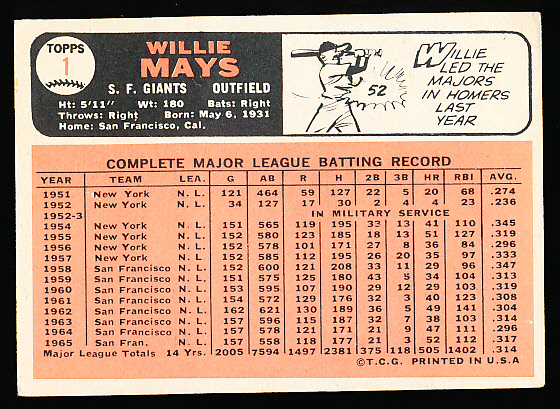 TOPPS
1
WILLIE
MAYS
S. F. GIANTS OUTFIELD
Ht: 5'11" Wt: 180 Bats: Right
Throws: Right Born: May 6, 1931
Home: San Francisco, Cal.
52
WILLIE
LED THE
MAJORS
IN HOMERS
LAST
YEAR
COMPLETE MAJOR LEAGUE BATTING RECORD
YEAR TEAM LEA. G AB R H 2B 3B HR RBI AVG.
1951 New York N. L. 121 464 59 127 22 5 20 68 .274
1952 New York N. L. 34 127 17 30 2 4 4 23 .236
1952-3 IN MILITARY SERVICE
1954 New York N. L. 151 565 119 195 33 13 41 110 .345
1955 New York N. L. 152 580 123 185 18 13 51 127 .319
1956 New York N. L. 152 578 101 171 27 8 36 84 .296
1957 New York N. L. 152 585 112 195 26 20 35 97 .333
1958 San Francisco N. L. 152 600 121 208 33 11 29 96 .347
1959 San Francisco N. L. 151 575 125 180 43 5 34 104 .313
1960 San Francisco N. L. 153 595 107 190 29 12 29 103 .319
1961 San Francisco N. L. 154 572 129 176 32 3 40 123 .308
1962 San Francisco N. L. 162 621 130 189 36 5 49 141 .304
1963 San Francisco N. L. 157 596 115 187 32 7 38 103 .314
1964 San Francisco N. L. 157 578 121 171 21 9 47 111 .296
1965 San Fran. N. L. 157 558 118 177 21 3 52 112 .317
Major League Totals 14 Yrs. 2005 7594 1497 2381 375 118 505 1402 .314
©T.C.G. PRINTED IN U.S.A